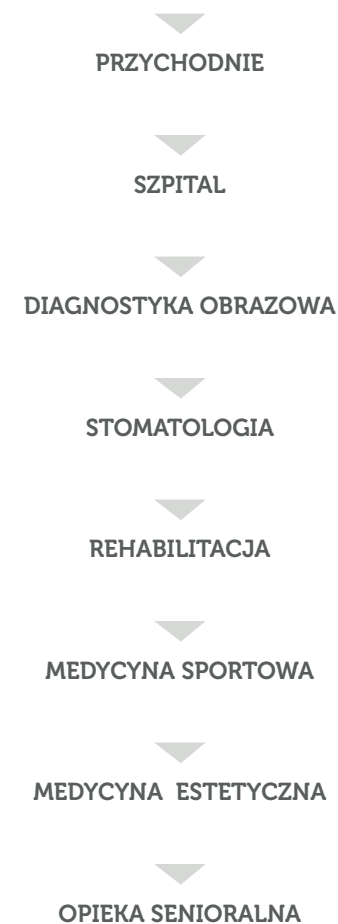 PRZYCHODNIE
SZPITAL
DIAGNOSTYKA OBRAZOWA
STOMATOLOGIA
REHABILITACJA
MEDYCYNA SPORTOWA
MEDYCYNA ESTETYCZNA
OPIEKA SENIORALNA